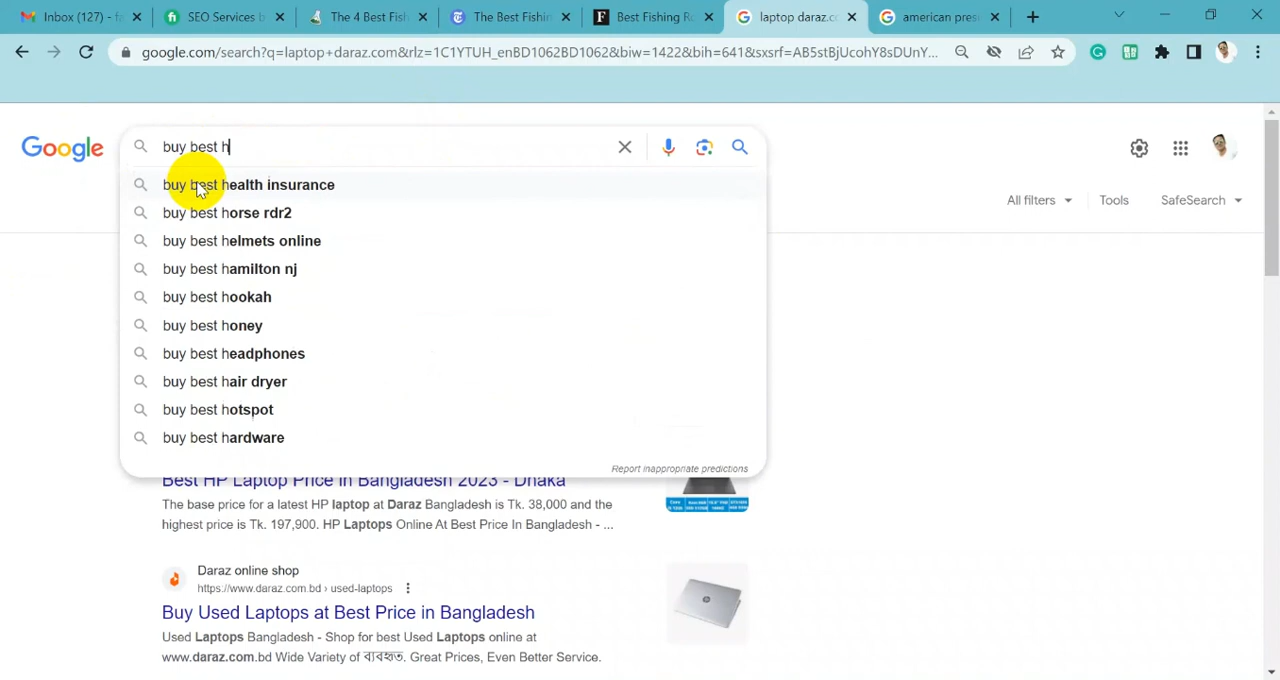 Inbox (127) - f
SEO Services b
The 4 Best Fish
The Best Fishin
Best Fishing Ro
laptop daraz.c
american pres
google.com/search?q=laptop+daraz.com&rlz=1C1YTUH_enBD1062BD1062&biw=1422&bih=641&sxsrf=AB5stBjUcohY8sDUnY...
Google
buy best h
buy best health insurance
All filters
Tools
SafeSearch
buy best horse rdr2
buy best helmets online
buy best hamilton nj
buy best hookah
buy best honey
buy best headphones
buy best hair dryer
buy best hotspot
buy best hardware
Report inappropriate predictions
Best HP Laptop Price in Bangladesh 2023 - Dhaka
The base price for a latest HP laptop at Daraz Bangladesh is Tk. 38,000 and the
highest price is Tk. 197,900. HP Laptops Online At Best Price In Bangladesh - ...
Daraz online shop
https://www.daraz.com.bd › used-laptops
Buy Used Laptops at Best Price in Bangladesh
Used Laptops Bangladesh - Shop for best Used Laptops online at
www.daraz.com.bd Wide Variety of ব্যবহৃত. Great Prices, Even Better Service.